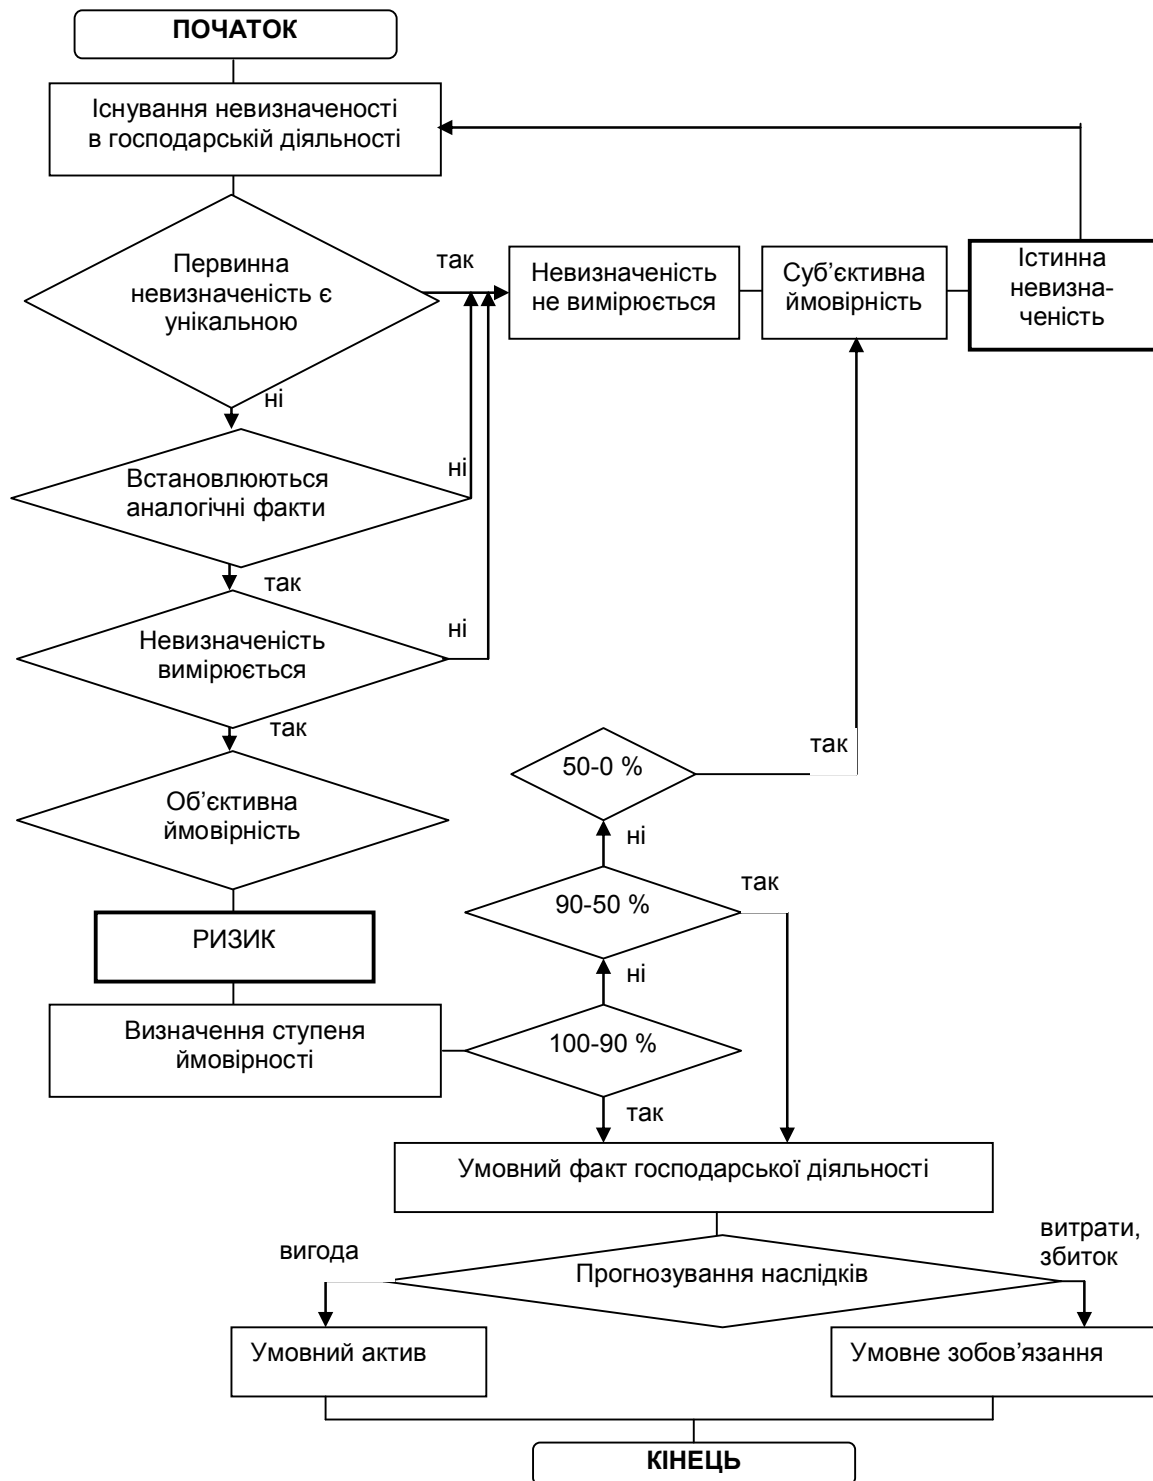 ПОЧАТОК
Існування невизначеності
в господарській діяльності
Первинна
невизначеність є
унікальною
так
Невизначеність
не вимірюється
Суб’єктивна
ймовірність
Істинна
невизна-
ченість
ні
Встановлюються
аналогічні факти
ні
так
Невизначеність
вимірюється
ні
так
Об’єктивна
ймовірність
РИЗИК
Визначення ступеня
ймовірності
50-0 %
так
ні
90-50 %
так
ні
100-90 %
так
Умовний факт господарської діяльності
вигода
Прогнозування наслідків
витрати,
збиток
Умовний актив
Умовне зобов’язання
КІНЕЦЬ